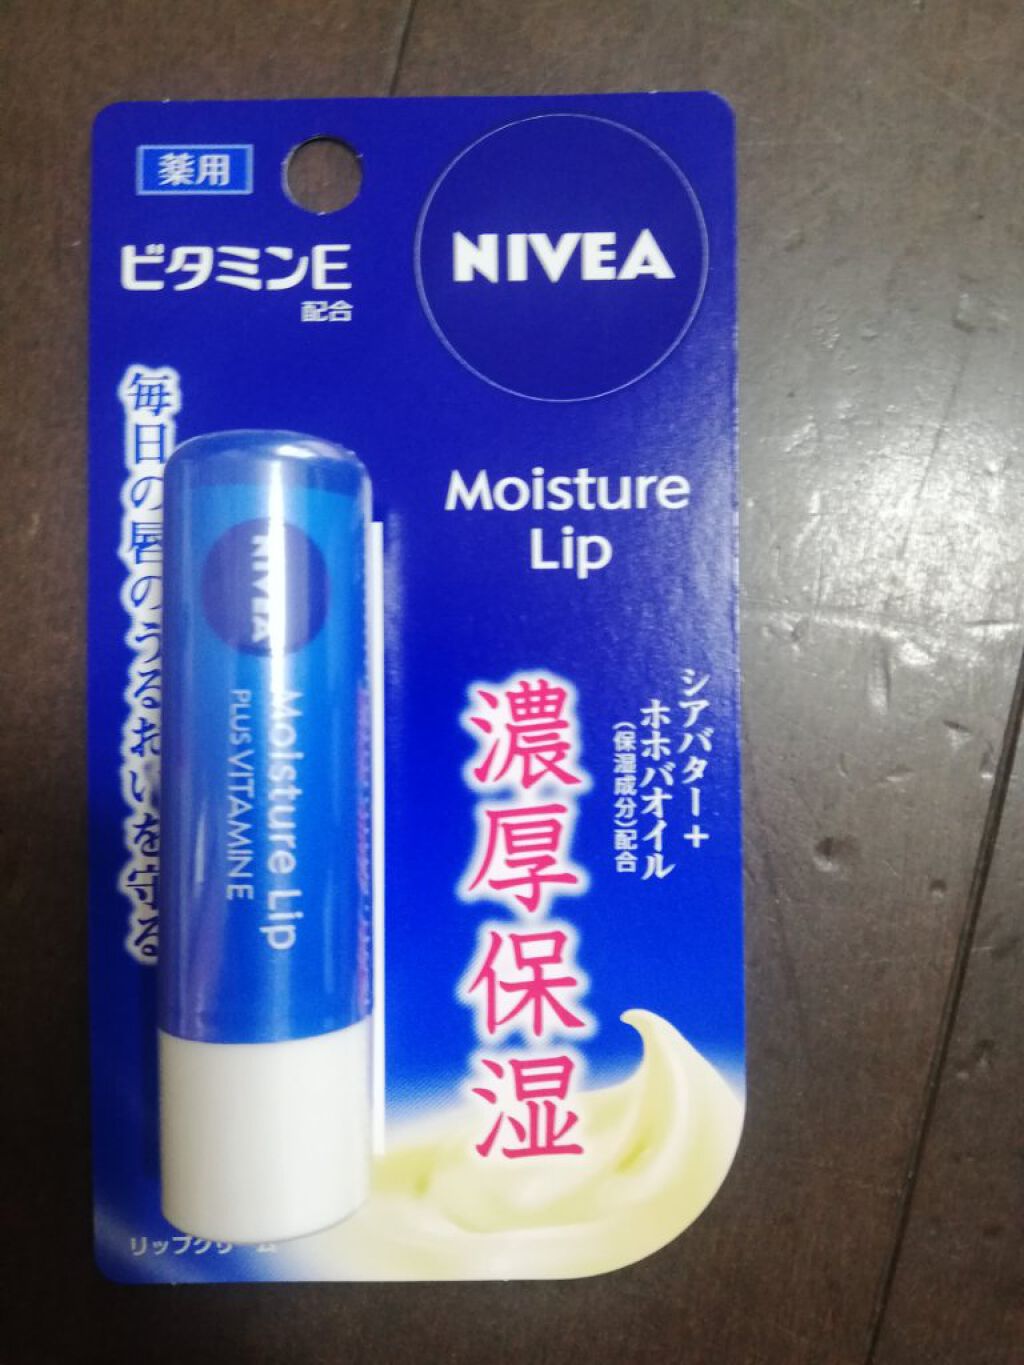 薬用
NIVEA
ビタミンE
配合
毎日の唇のうるおいを守る
Moisture
Lip
シアバター＋
ホホバオイル
（保湿成分）配合
濃厚保湿
NIVEA
Moisture Lip
PLUS VITAMIN E
リップクリーム